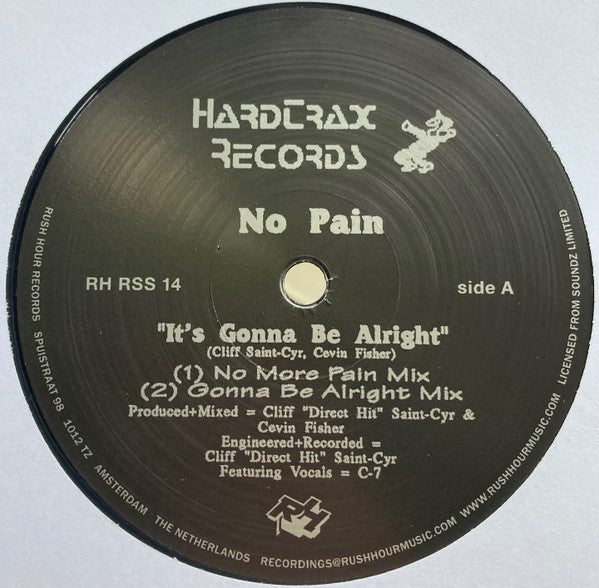 HARDTRAX
RECORDS
No Pain
RH RSS 14
side A
"It's Gonna Be Alright"
(Cliff Saint-Cyr, Cevin Fisher)
(1) No More Pain Mix
(2) Gonna Be Alright Mix
Produced+Mixed = Cliff "Direct Hit" Saint-Cyr &
Cevin Fisher
Engineered+Recorded =
Cliff "Direct Hit" Saint-Cyr
Featuring Vocals = C-7
RH
RUSH HOUR RECORDS SPUISTRAAT 98 1012 TZ AMSTERDAM THE NETHERLANDS RECORDINGS@RUSHHOURMUSIC.COM WWW.RUSHHOURMUSIC.COM LICENSED FROM SOUNDZ LIMITED